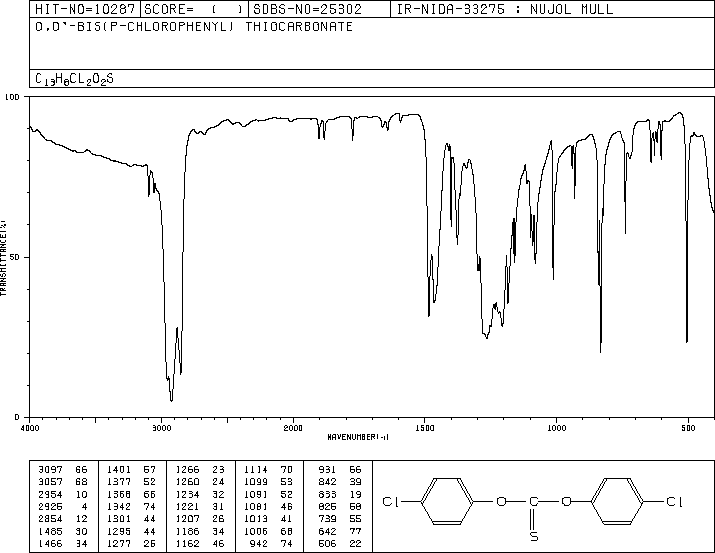 HIT-NO=10287 SCORE= ( ) SDBS-NO=25302 IR-NIDA-33275 : NUJOL MULL
O,O'-BIS(P-CHLOROPHENYL) THIOCARBONATE
C13H8CL2O2S
100
50
0
TRANSMITTANCE(%)
4000 3000 2000 1500 1000 500
WAVENUMBER(-1)
3097 66 1401 57 1266 23 1114 70 931 66
3057 68 1377 52 1260 24 1099 53 842 39
2954 10 1368 66 1234 32 1091 52 833 19
2925 4 1342 74 1221 31 1081 46 825 58
2854 12 1301 44 1207 26 1013 41 739 55
1485 30 1295 44 1186 34 1006 68 642 77
1466 34 1277 26 1162 46 942 74 506 22
Cl O C O Cl
S